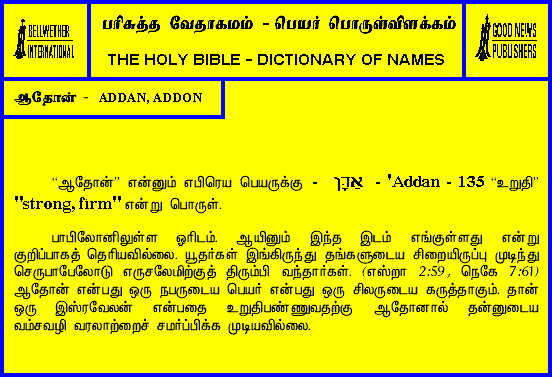 BELLWETHER
INTERNATIONAL
பரிசுத்த வேதாகமம் - பெயர் பொருள்விளக்கம்
THE HOLY BIBLE - DICTIONARY OF NAMES
GOOD NEWS
PUBLISHERS
ஆதோன் - ADDAN, ADDON
“ஆதோன்” என்னும் எபிரெய பெயருக்கு - אדָּן - 'Addan - 135 “உறுதி”
"strong, firm" என்று பொருள்.
பாபிலோனிலுள்ள ஓரிடம். ஆயினும் இந்த இடம் எங்குள்ளது என்று
குறிப்பாகத் தெரியவில்லை. யூதர்கள் இங்கிருந்து தங்களுடைய சிறையிருப்பு முடிந்து
செருபாபேலோடு எருசலேமிற்குத் திரும்பி வந்தார்கள். (எஸ்றா 2:59, நெகே 7:61)
ஆதோன் என்பது ஒரு நபருடைய பெயர் என்பது ஒரு சிலருடைய கருத்தாகும். தான்
ஒரு இஸ்ரவேலன் என்பதை உறுதிபண்ணுவதற்கு ஆதோனால் தன்னுடைய
வம்சவழி வரலாற்றைச் சமர்ப்பிக்க முடியவில்லை.